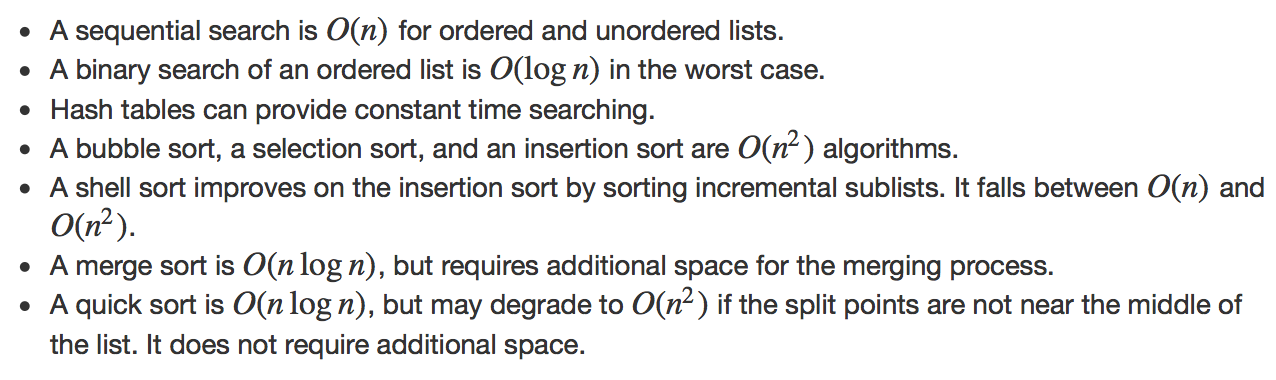 • A sequential search is O(n) for ordered and unordered lists.
• A binary search of an ordered list is O(log n) in the worst case.
• Hash tables can provide constant time searching.
• A bubble sort, a selection sort, and an insertion sort are O(n²) algorithms.
• A shell sort improves on the insertion sort by sorting incremental sublists. It falls between O(n) and
O(n²).
• A merge sort is O(n log n), but requires additional space for the merging process.
• A quick sort is O(n log n), but may degrade to O(n²) if the split points are not near the middle of
the list. It does not require additional space.